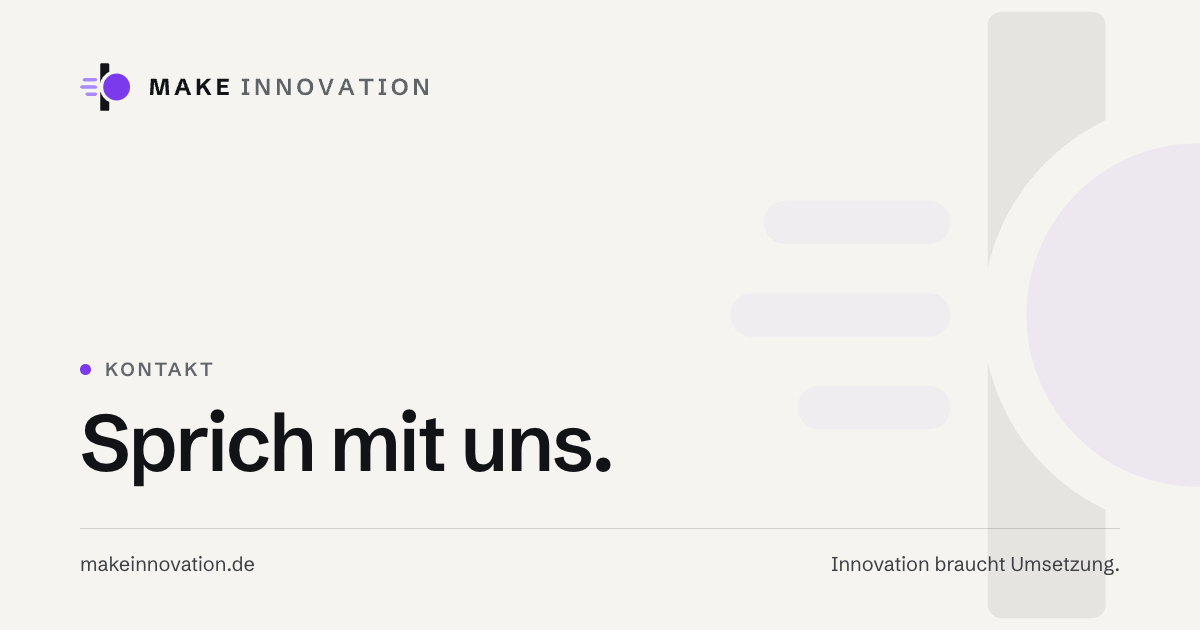 MAKE INNOVATION
KONTAKT
Sprich mit uns.
makeinnovation.de
Innovation braucht Umsetzung.